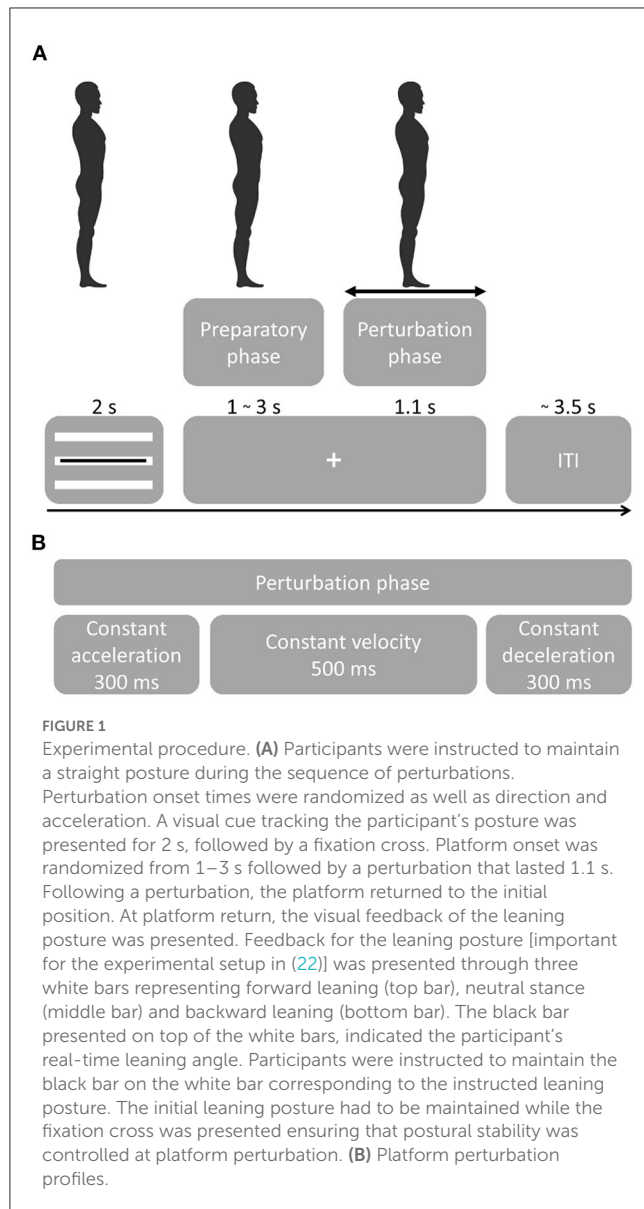 A
Preparatory
phase
Perturbation
phase
2 s
1 ~ 3 s
1.1 s
~ 3.5 s
+
ITI
B
Perturbation phase
Constant
acceleration
300 ms
Constant velocity
500 ms
Constant
deceleration
300 ms
FIGURE 1
Experimental procedure. (A) Participants were instructed to maintain
a straight posture during the sequence of perturbations.
Perturbation onset times were randomized as well as direction and
acceleration. A visual cue tracking the participant's posture was
presented for 2 s, followed by a fixation cross. Platform onset was
randomized from 1–3 s followed by a perturbation that lasted 1.1 s.
Following a perturbation, the platform returned to the initial
position. At platform return, the visual feedback of the leaning
posture was presented. Feedback for the leaning posture [important
for the experimental setup in (22)] was presented through three
white bars representing forward leaning (top bar), neutral stance
(middle bar) and backward leaning (bottom bar). The black bar
presented on top of the white bars, indicated the participant's
real-time leaning angle. Participants were instructed to maintain the
black bar on the white bar corresponding to the instructed leaning
posture. The initial leaning posture had to be maintained while the
fixation cross was presented ensuring that postural stability was
controlled at platform perturbation. (B) Platform perturbation
profiles.